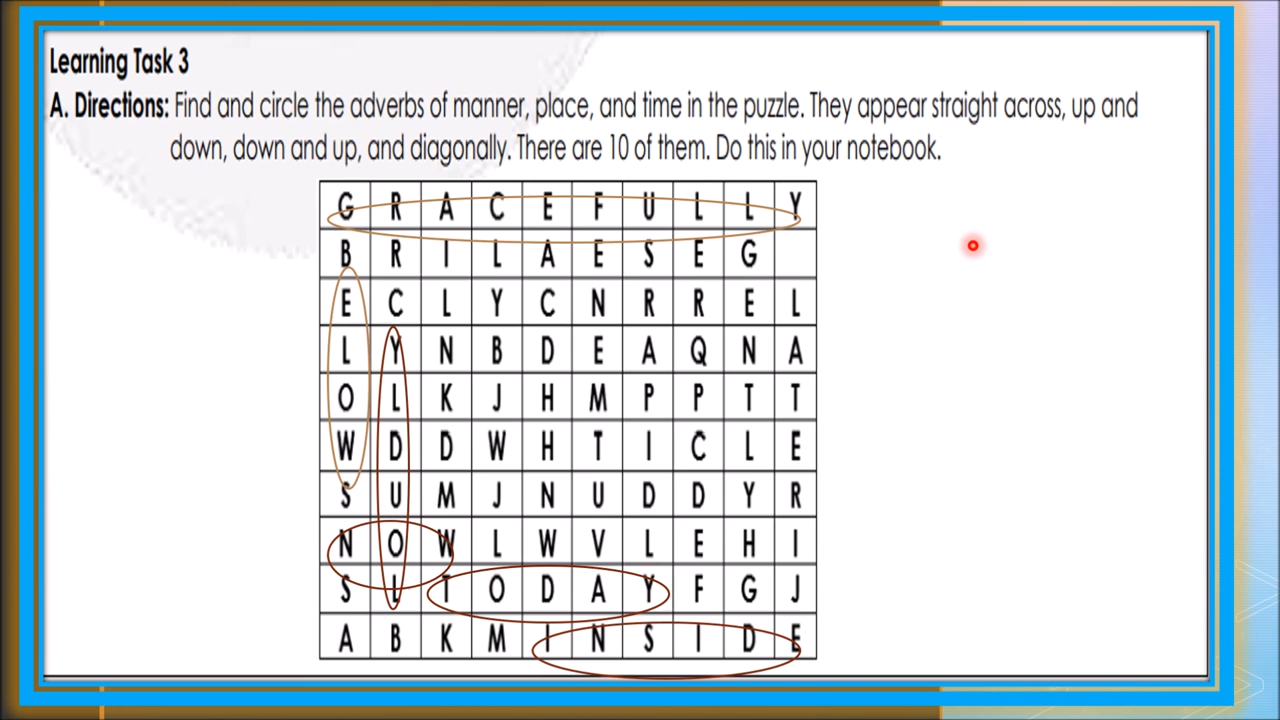 Learning Task 3
A. Directions: Find and circle the adverbs of manner, place, and time in the puzzle. They appear straight across, up and
down, down and up, and diagonally. There are 10 of them. Do this in your notebook.
G R A C E F U L L Y
B R I L A E S E G
E C L Y C N R R E L
L Y N B D E A Q N A
O L K J H M P P T T
W D D W H T I C L E
S U M J N U D D Y R
N O W L W V L E H I
S L T O D A Y F G J
A B K M I N S I D E